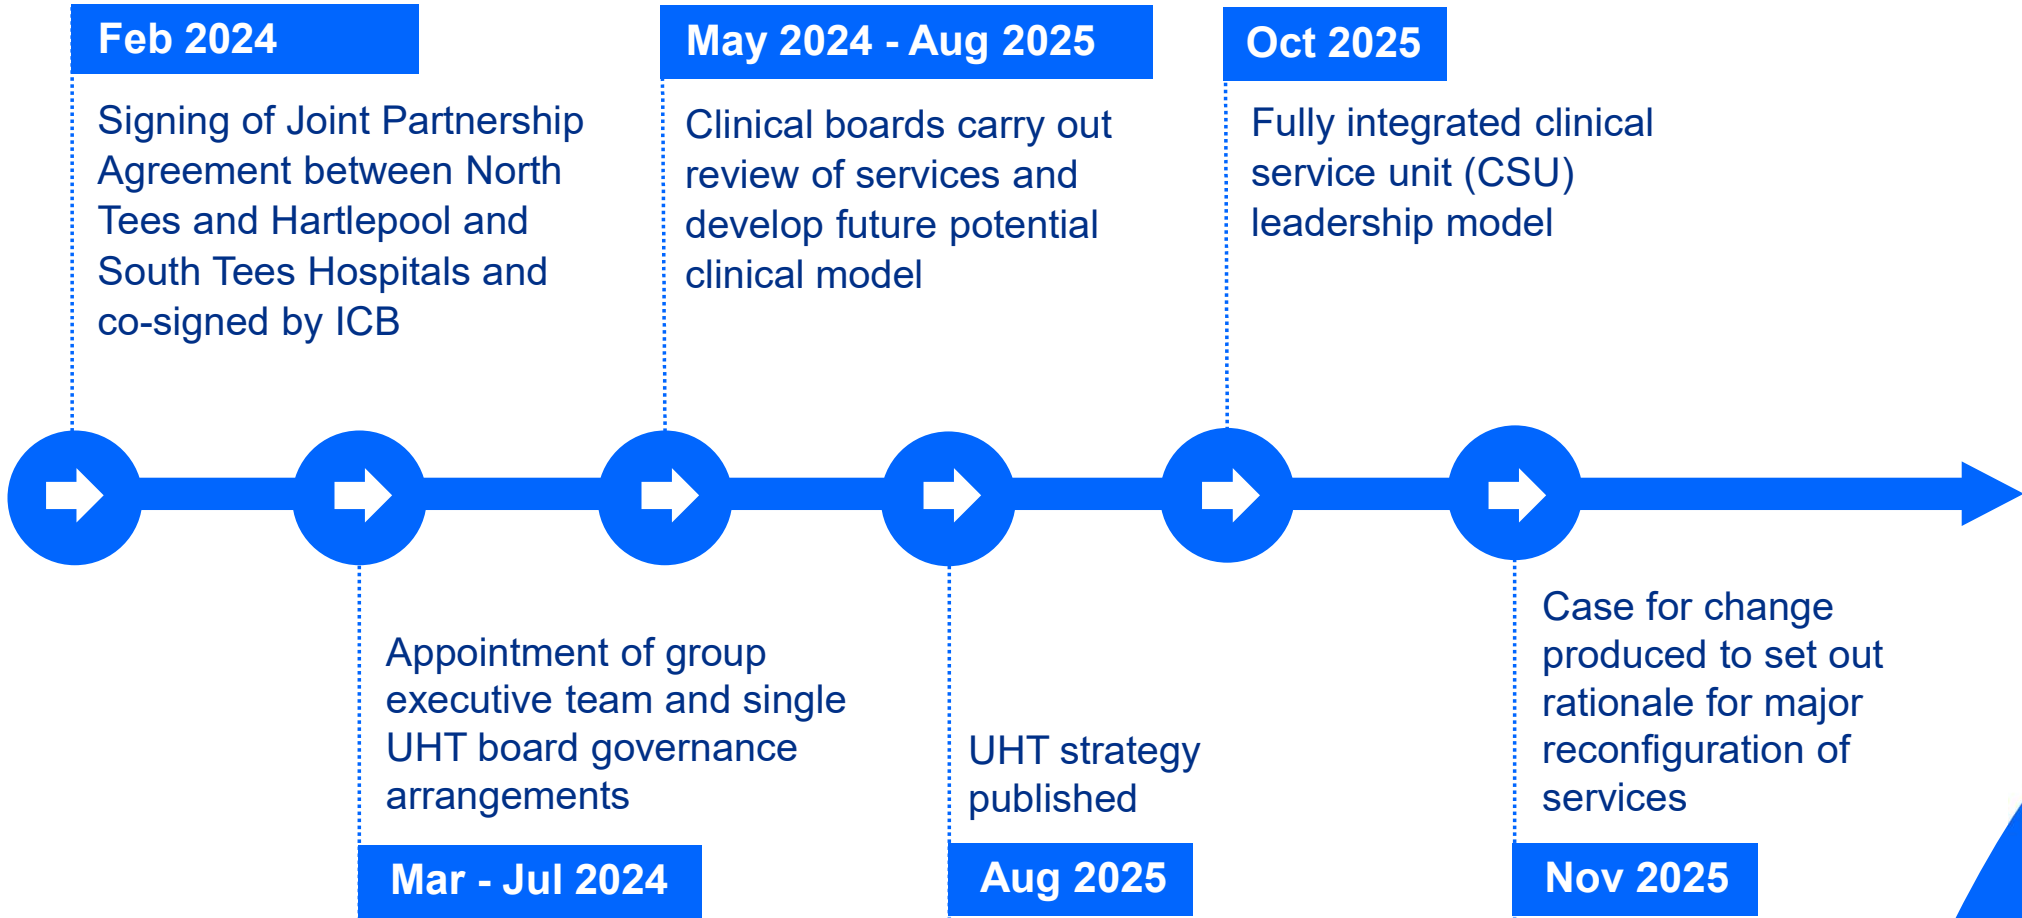 Feb 2024
Signing of Joint Partnership
Agreement between North
Tees and Hartlepool and
South Tees Hospitals and
co-signed by ICB
Appointment of group
executive team and single
UHT board governance
arrangements
Mar - Jul 2024
May 2024 - Aug 2025
Clinical boards carry out
review of services and
develop future potential
clinical model
UHT strategy
published
Aug 2025
Oct 2025
Fully integrated clinical
service unit (CSU)
leadership model
Case for change
produced to set out
rationale for major
reconfiguration of
services
Nov 2025